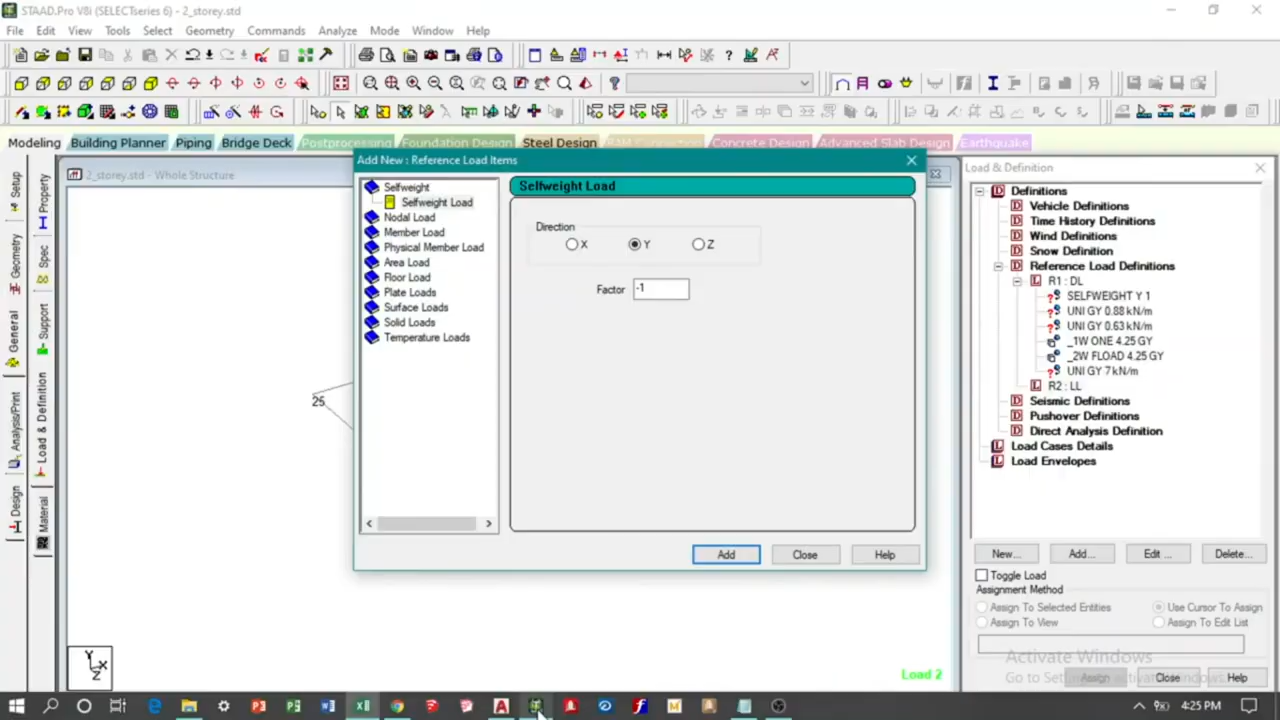 STAAD.Pro V8i (SELECTseries 6) - 2_storey.std
File Edit View Tools Select Geometry Commands Analyze Mode Window Help
Modeling Building Planner Piping Bridge Deck Postprocessing Foundation Design Steel Design RAM Connection Concrete Design Advanced Slab Design Earthquake
Setup
Geometry
General
Analysis/Print
Design
Property
Spec
Support
Load & Definition
Material
2_storey.std - Whole Structure
25
Load 2
Y
X
Z
Add New : Reference Load Items
Selfweight
Selfweight Load
Nodal Load
Member Load
Physical Member Load
Area Load
Floor Load
Plate Loads
Surface Loads
Solid Loads
Temperature Loads
Selfweight Load
Direction
X Y Z
Factor -1
Add Close Help
Load & Definition
Definitions
Vehicle Definitions
Time History Definitions
Wind Definitions
Snow Definition
Reference Load Definitions
R1 : DL
SELFWEIGHT Y 1
UNI GY 0.88 kN/m
UNI GY 0.63 kN/m
_1W ONE 4.25 GY
_2W FLOAD 4.25 GY
UNI GY 7 kN/m
R2 : LL
Seismic Definitions
Pushover Definitions
Direct Analysis Definition
Load Cases Details
Load Envelopes
New... Add... Edit ... Delete...
Toggle Load
Assignment Method
Assign To Selected Entities Use Cursor To Assign
Assign To View Assign To Edit List
Activate Windows
Assign Close Help
4:25 PM